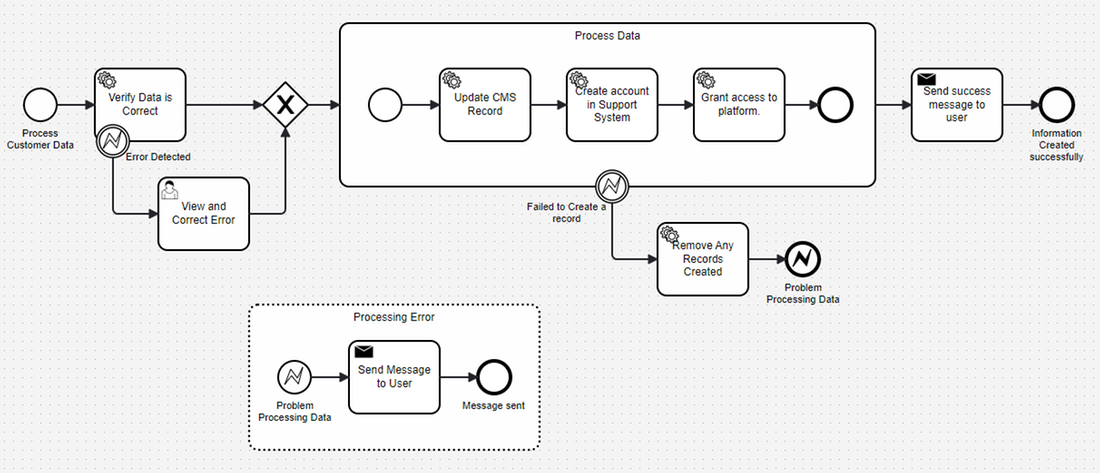 Process Data
Verify Data is
Correct
Update CMS
Record
Create account
in Support
System
Grant access to
platform.
Send success
message to
user
Process
Customer Data
Error Detected
Information
Created
successfully
View and
Correct Error
Failed to Create a
record
Remove Any
Records
Created
Problem
Processing Data
Processing Error
Send Message
to User
Problem
Processing Data
Message sent